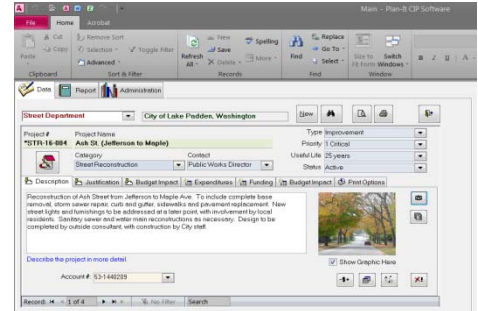 Main - Plan-It CIP Software
File Home Acrobat
Cut
Copy
Paste
Clipboard
Remove Sort
Selection
Toggle Filter
Advanced
Sort & Filter
Refresh All
New
Save
Delete
Spelling
More
Records
Find
Replace
Go To
Select
Find
Size to Fit Form
Switch Windows
Window
B I U A
Data Report Administration
Street Department City of Lake Padden, Washington New
Project # Project Name Type Improvement
*STR-16-004 Ash St. (Jefferson to Maple) Priority 1 Critical
Category Contact Useful Life 25 years
Street Reconstruction Public Works Director Status Active
Description Justification Budget Impact Expenditures Funding Budget Impact Print Options
Reconstruction of Ash Street from Jefferson to Maple Ave. To include complete base
removal, storm sewer repair, curb and gutter, sidewalks and pavement replacement. New
street lights and furnishings to be addressed at a later point, with involvement by local
residents. Sanitary sewer and water main reconstructions as necessary. Design to be
completed by outside consultant, with construction by City staff.
Describe the project in more detail Show Graphic Here
Account #: 53-1440289
Record: 1 of 4 No Filter Search